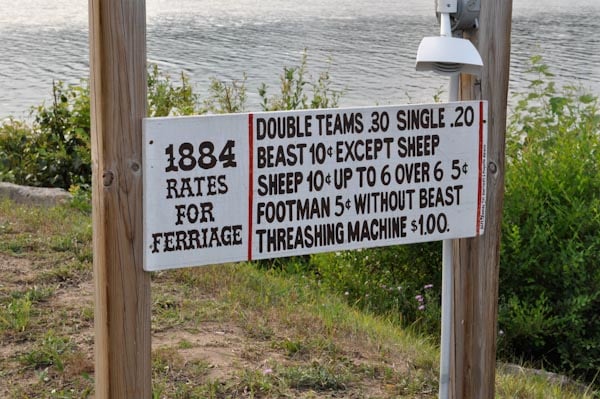 1884
RATES
FOR
FERRIAGE
DOUBLE TEAMS .30 SINGLE .20
BEAST 10¢ EXCEPT SHEEP
SHEEP 10¢ UP TO 6 OVER 6 5¢
FOOTMAN 5¢ WITHOUT BEAST
THREASHING MACHINE $1.00.